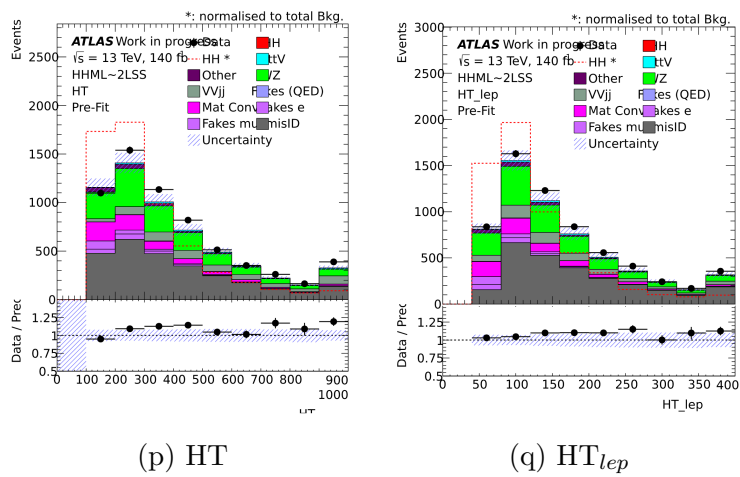 *: normalised to total Bkg.
Events
ATLAS Work in progress
√s = 13 TeV, 140 fb
HHML~2LSS
HT
Pre-Fit
Data
HH *
Other
VVjj
Mat Conv
Fakes mu
Uncertainty
HH
ttV
VZ
Fakes (QED)
Fakes e
misID
2500
2000
1500
1000
500
0
Data / Pred
1.25
1
0.75
0.5
0 100 200 300 400 500 600 700 800 900
1000
HT
(p) HT
*: normalised to total Bkg.
Events
ATLAS Work in progress
√s = 13 TeV, 140 fb
HHML~2LSS
HT_lep
Pre-Fit
Data
HH *
Other
VVjj
Mat Conv
Fakes mu
Uncertainty
ttV
VZ
Fakes (QED)
Fakes e
misID
3000
2500
2000
1500
1000
500
0
Data / Pred
1.25
1
0.75
0.5
0 50 100 150 200 250 300 350 400
HT_lep
(q) HTlep